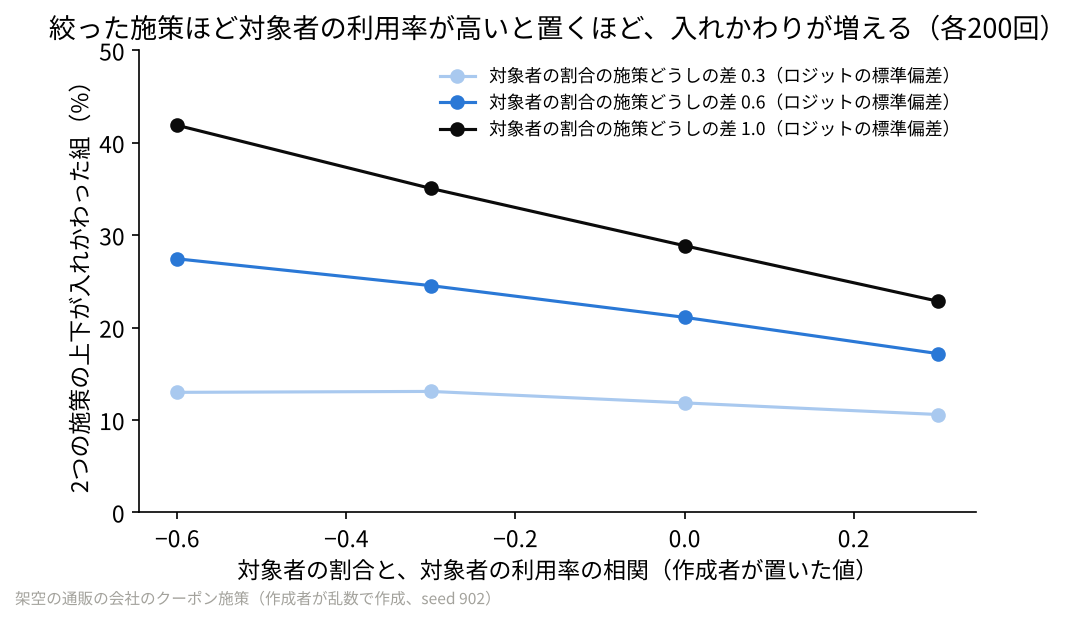 絞った施策ほど対象者の利用率が高いと置くほど、入れかわりが増える（各200回）
対象者の割合の施策どうしの差 0.3（ロジットの標準偏差）
対象者の割合の施策どうしの差 0.6（ロジットの標準偏差）
対象者の割合の施策どうしの差 1.0（ロジットの標準偏差）
2つの施策の上下が入れかわった組（%）
50
40
30
20
10
0
−0.6
−0.4
−0.2
0.0
0.2
対象者の割合と、対象者の利用率の相関（作成者が置いた値）
架空の通販の会社のクーポン施策（作成者が乱数で作成、seed 902）